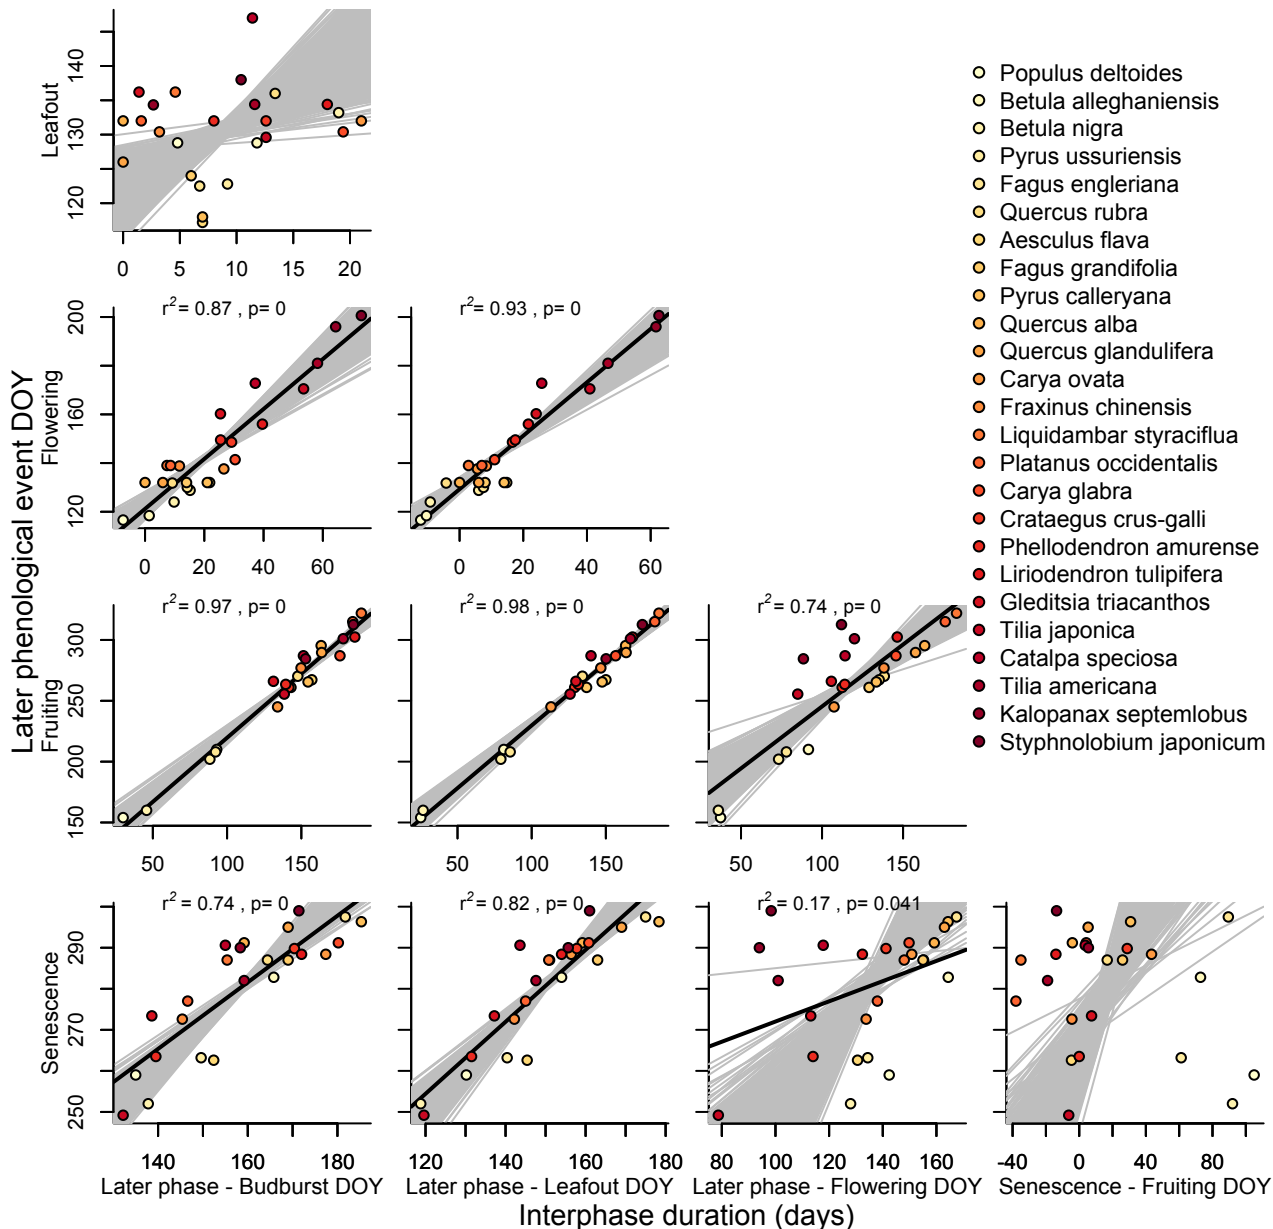 Leafout
120 130 140
0 5 10 15 20
Populus deltoides
Betula alleghaniensis
Betula nigra
Pyrus ussuriensis
Fagus engleriana
Quercus rubra
Aesculus flava
Fagus grandifolia
Pyrus calleryana
Quercus alba
Quercus glandulifera
Carya ovata
Fraxinus chinensis
Liquidambar styraciflua
Platanus occidentalis
Carya glabra
Crataegus crus-galli
Phellodendron amurense
Liriodendron tulipifera
Gleditsia triacanthos
Tilia japonica
Catalpa speciosa
Tilia americana
Kalopanax septemlobus
Styphnolobium japonicum
Later phenological event DOY
Flowering
120 160 200
r²= 0.87 , p= 0
0 20 40 60
r²= 0.93 , p= 0
0 20 40 60
Fruiting
150 200 250 300
r²= 0.97 , p= 0
50 100 150
r²= 0.98 , p= 0
50 100 150
r²= 0.74 , p= 0
50 100 150
Senescence
250 270 290
r²= 0.74 , p= 0
140 160 180
Later phase - Budburst DOY
r²= 0.82 , p= 0
120 140 160 180
Later phase - Leafout DOY
r²= 0.17 , p= 0.041
80 100 120 140 160
Later phase - Flowering DOY
-40 0 40 80
Senescence - Fruiting DOY
Interphase duration (days)